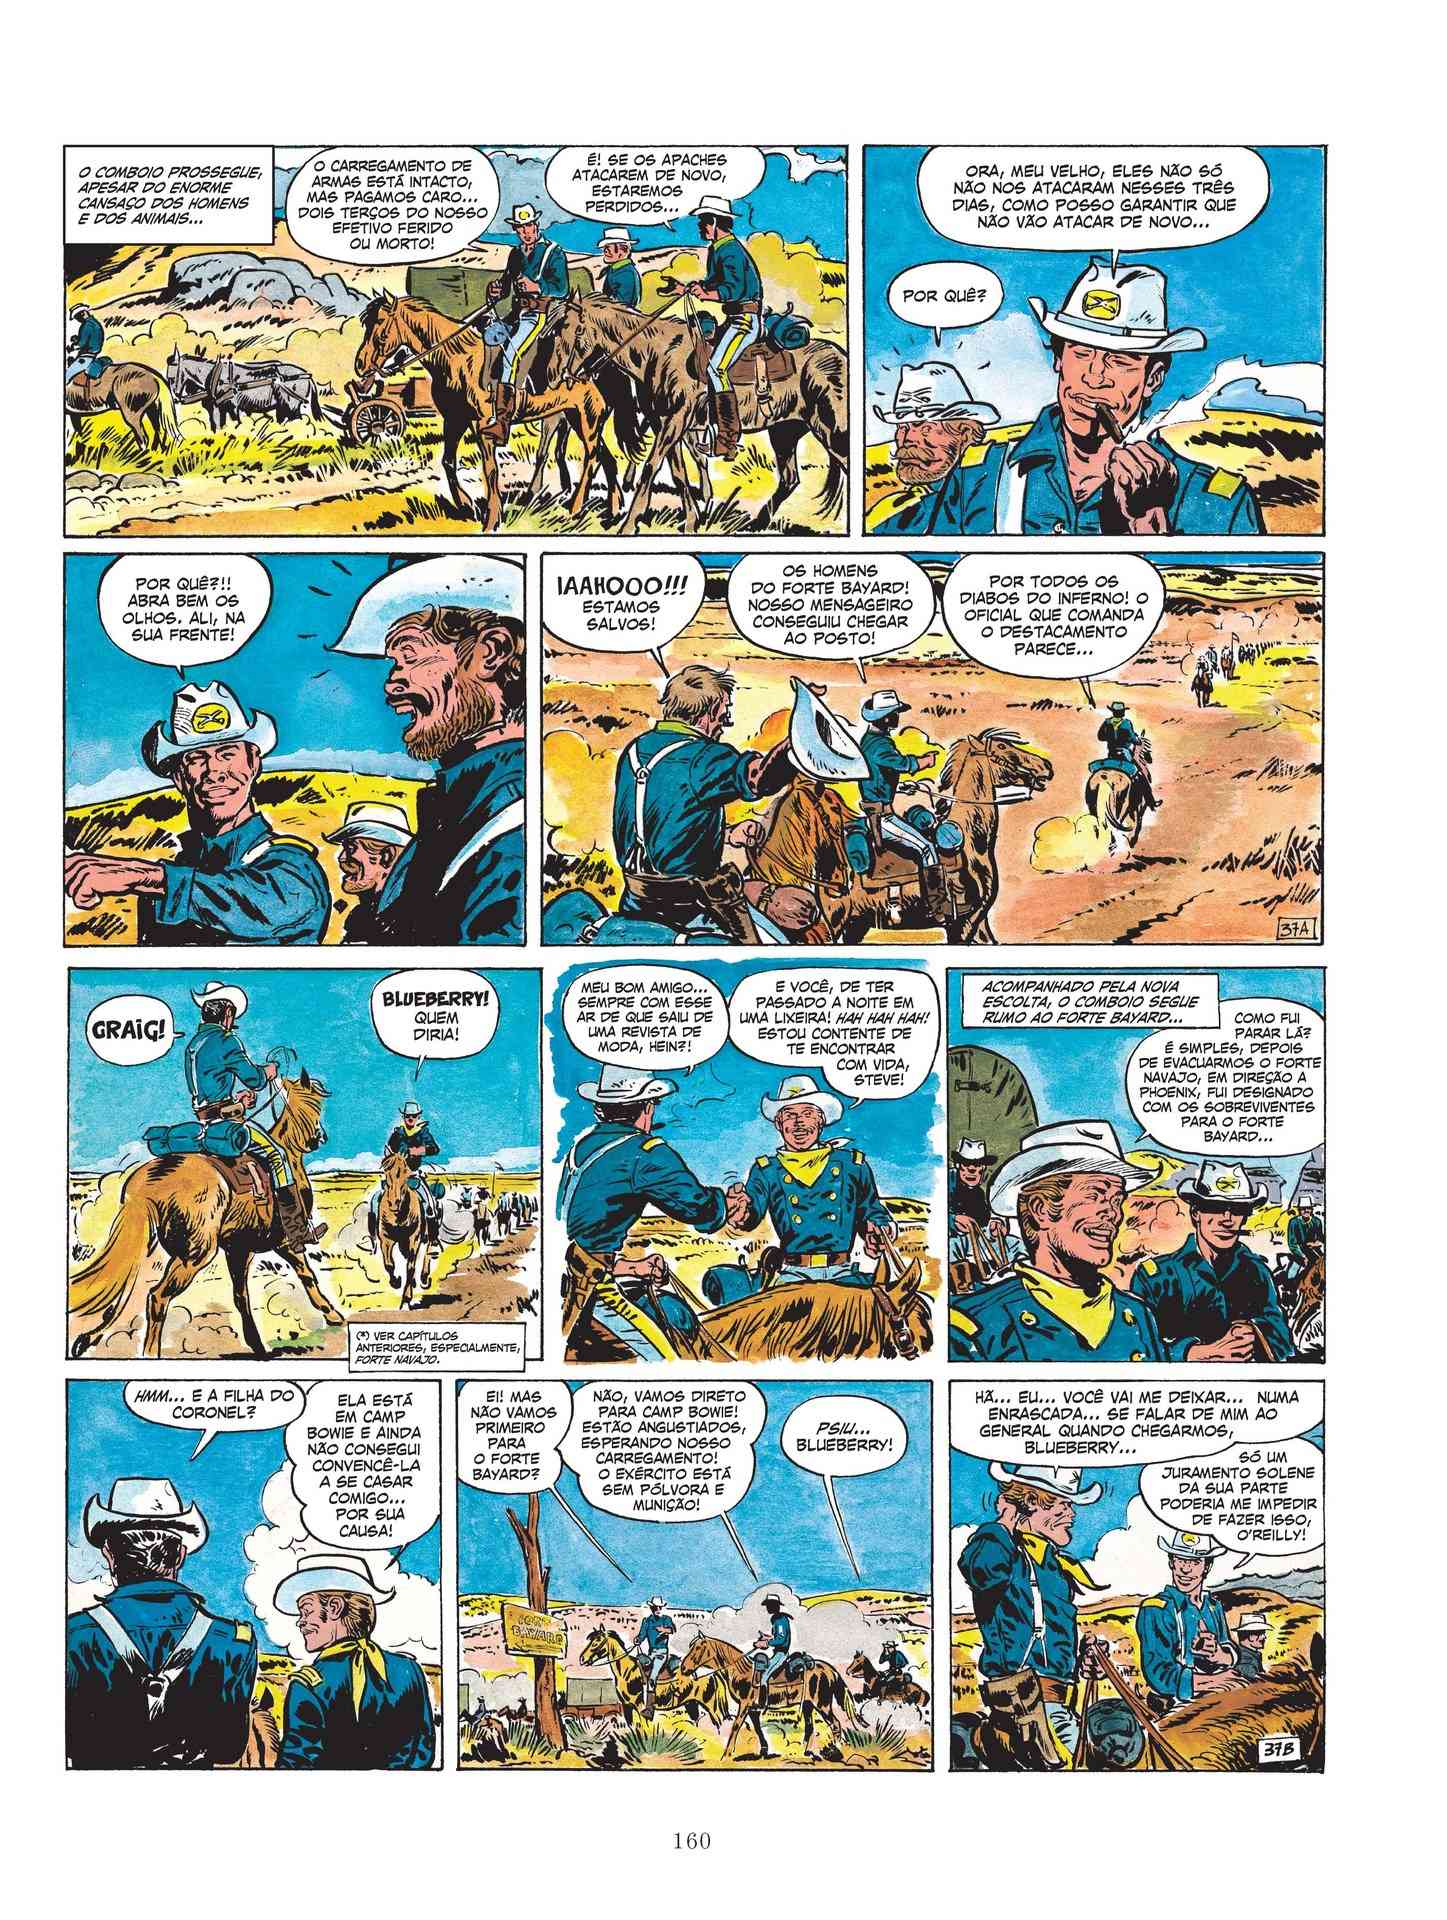 O COMBOIO PROSSEGUE,
APESAR DO ENORME
CANSAÇO DOS HOMENS
E DOS ANIMAIS...
O CARREGAMENTO DE
ARMAS ESTÁ INTACTO,
MAS PAGAMOS CARO...
DOIS TERÇOS DO NOSSO
EFETIVO FERIDO
OU MORTO!
É! SE OS APACHES
ATACAREM DE NOVO,
ESTAREMOS
PERDIDOS...
ORA, MEU VELHO, ELES NÃO SÓ
NÃO NOS ATACARAM NESSES TRÊS
DIAS, COMO POSSO GARANTIR QUE
NÃO VÃO ATACAR DE NOVO...
POR QUÊ?
POR QUÊ?!!
ABRA BEM OS
OLHOS. ALI, NA
SUA FRENTE!
IAAHOOO!!!
ESTAMOS
SALVOS!
OS HOMENS
DO FORTE BAYARD!
NOSSO MENSAGEIRO
CONSEGUIU CHEGAR
AO POSTO!
POR TODOS OS
DIABOS DO INFERNO! O
OFICIAL QUE COMANDA
O DESTACAMENTO
PARECE...
37A
GRAIG!
BLUEBERRY!
QUEM
DIRIA!
(*) VER CAPÍTULOS
ANTERIORES, ESPECIALMENTE,
FORTE NAVAJO.
MEU BOM AMIGO...
SEMPRE COM ESSE
AR DE QUE SAIU DE
UMA REVISTA DE
MODA, HEIN?!
E VOCÊ, DE TER
PASSADO A NOITE EM
UMA LIXEIRA! HAH HAH HAH!
ESTOU CONTENTE DE
TE ENCONTRAR
COM VIDA,
STEVE!
ACOMPANHADO PELA NOVA
ESCOLTA, O COMBOIO SEGUE
RUMO AO FORTE BAYARD...
COMO FUI
PARAR LÁ?
É SIMPLES, DEPOIS
DE EVACUARMOS O FORTE
NAVAJO, EM DIREÇÃO A
PHOENIX, FUI DESIGNADO
COM OS SOBREVIVENTES
PARA O FORTE
BAYARD...
HMM... E A FILHA DO
CORONEL?
ELA ESTÁ
EM CAMP
BOWIE E AINDA
NÃO CONSEGUI
CONVENCÊ-LA
A SE CASAR
COMIGO...
POR SUA
CAUSA!
EI! MAS
NÃO VAMOS
PRIMEIRO
PARA
O FORTE
BAYARD?
NÃO, VAMOS DIRETO
PARA CAMP BOWIE!
ESTÃO ANGUSTIADOS,
ESPERANDO NOSSO
CARREGAMENTO!
O EXÉRCITO ESTÁ
SEM PÓLVORA E
MUNIÇÃO!
PSIU...
BLUEBERRY!
FORT
BAYARD
HÃ... EU... VOCÊ VAI ME DEIXAR... NUMA
ENRASCADA... SE FALAR DE MIM AO
GENERAL QUANDO CHEGARMOS,
BLUEBERRY...
SÓ UM
JURAMENTO SOLENE
DA SUA PARTE
PODERIA ME IMPEDIR
DE FAZER ISSO,
O'REILLY!
37B
160